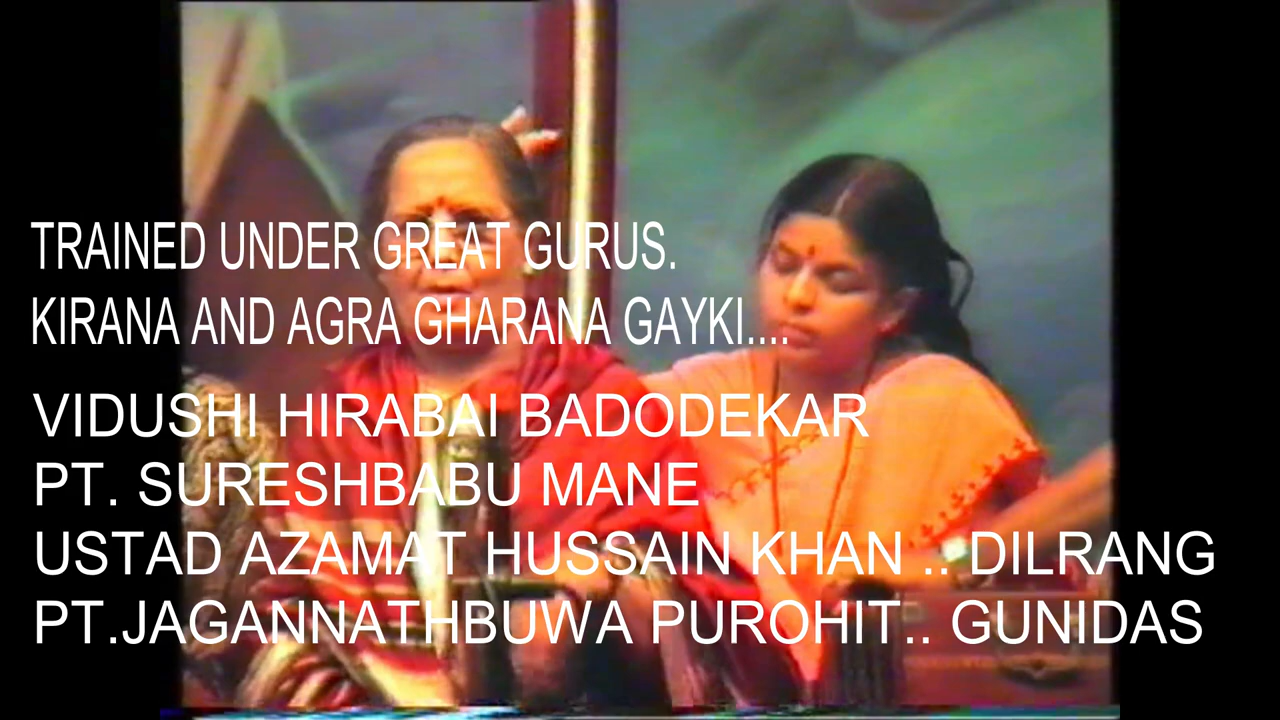 TRAINED UNDER GREAT GURUS.
KIRANA AND AGRA GHARANA GAYKI....
VIDUSHI HIRABAI BADODEKAR
PT. SURESHBABU MANE
USTAD AZAMAT HUSSAIN KHAN .. DILRANG
PT.JAGANNATHBUWA PUROHIT.. GUNIDAS